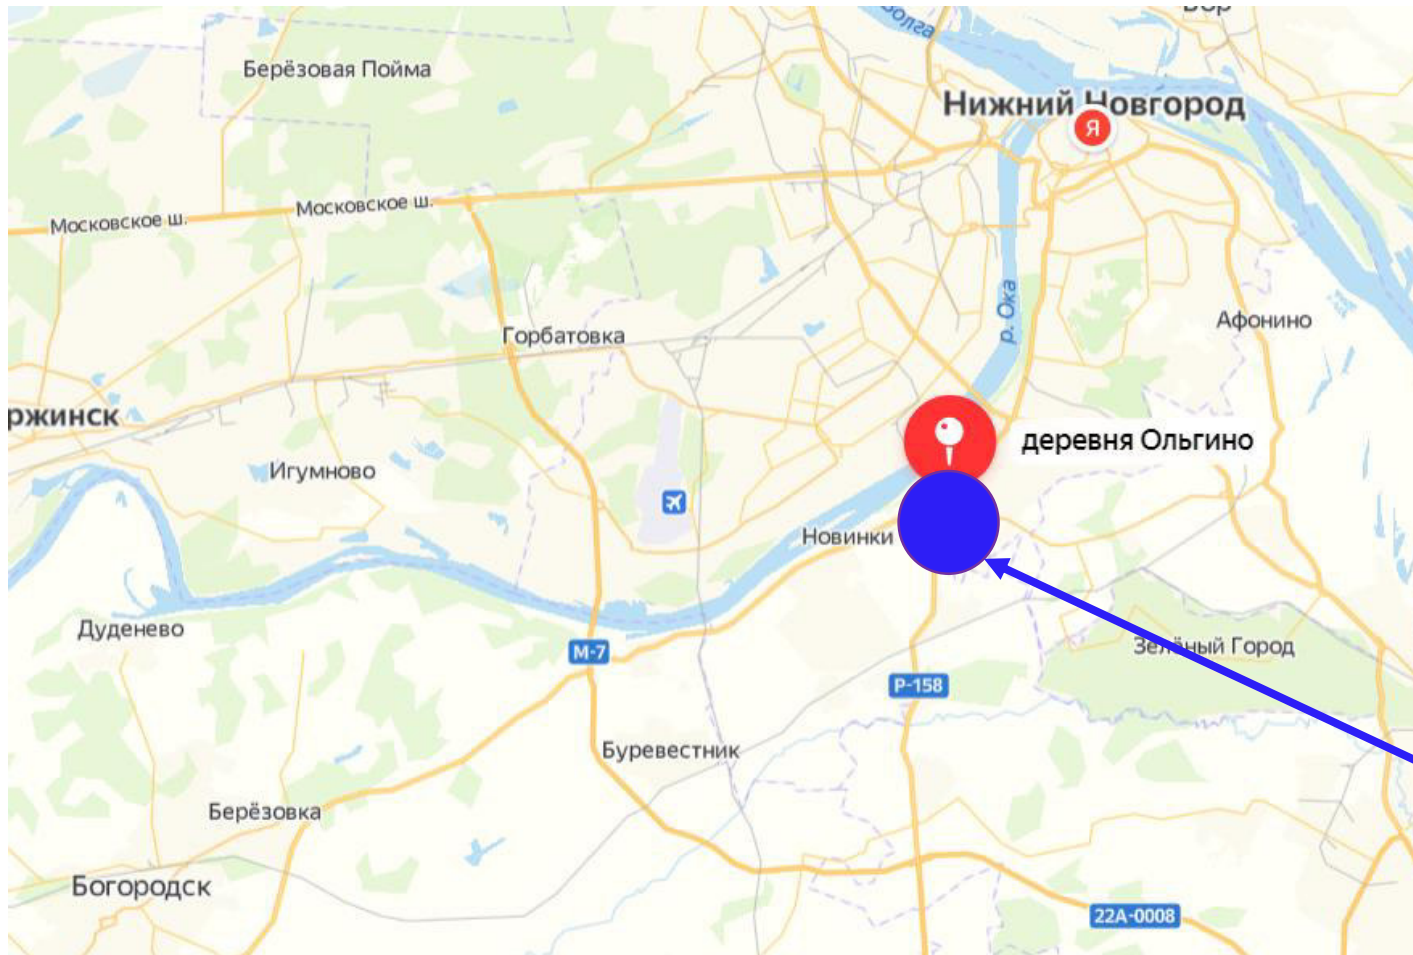 Волга
Бор
Берёзовая Пойма
Нижний Новгород
Я
Московское ш.
Московское ш.
р. Ока
Афонино
Горбатовка
ржинск
деревня Ольгино
Игумново
Новинки
Дуденево
М-7
Зелёный Город
Р-158
Буревестник
Берёзовка
Богородск
22А-0008